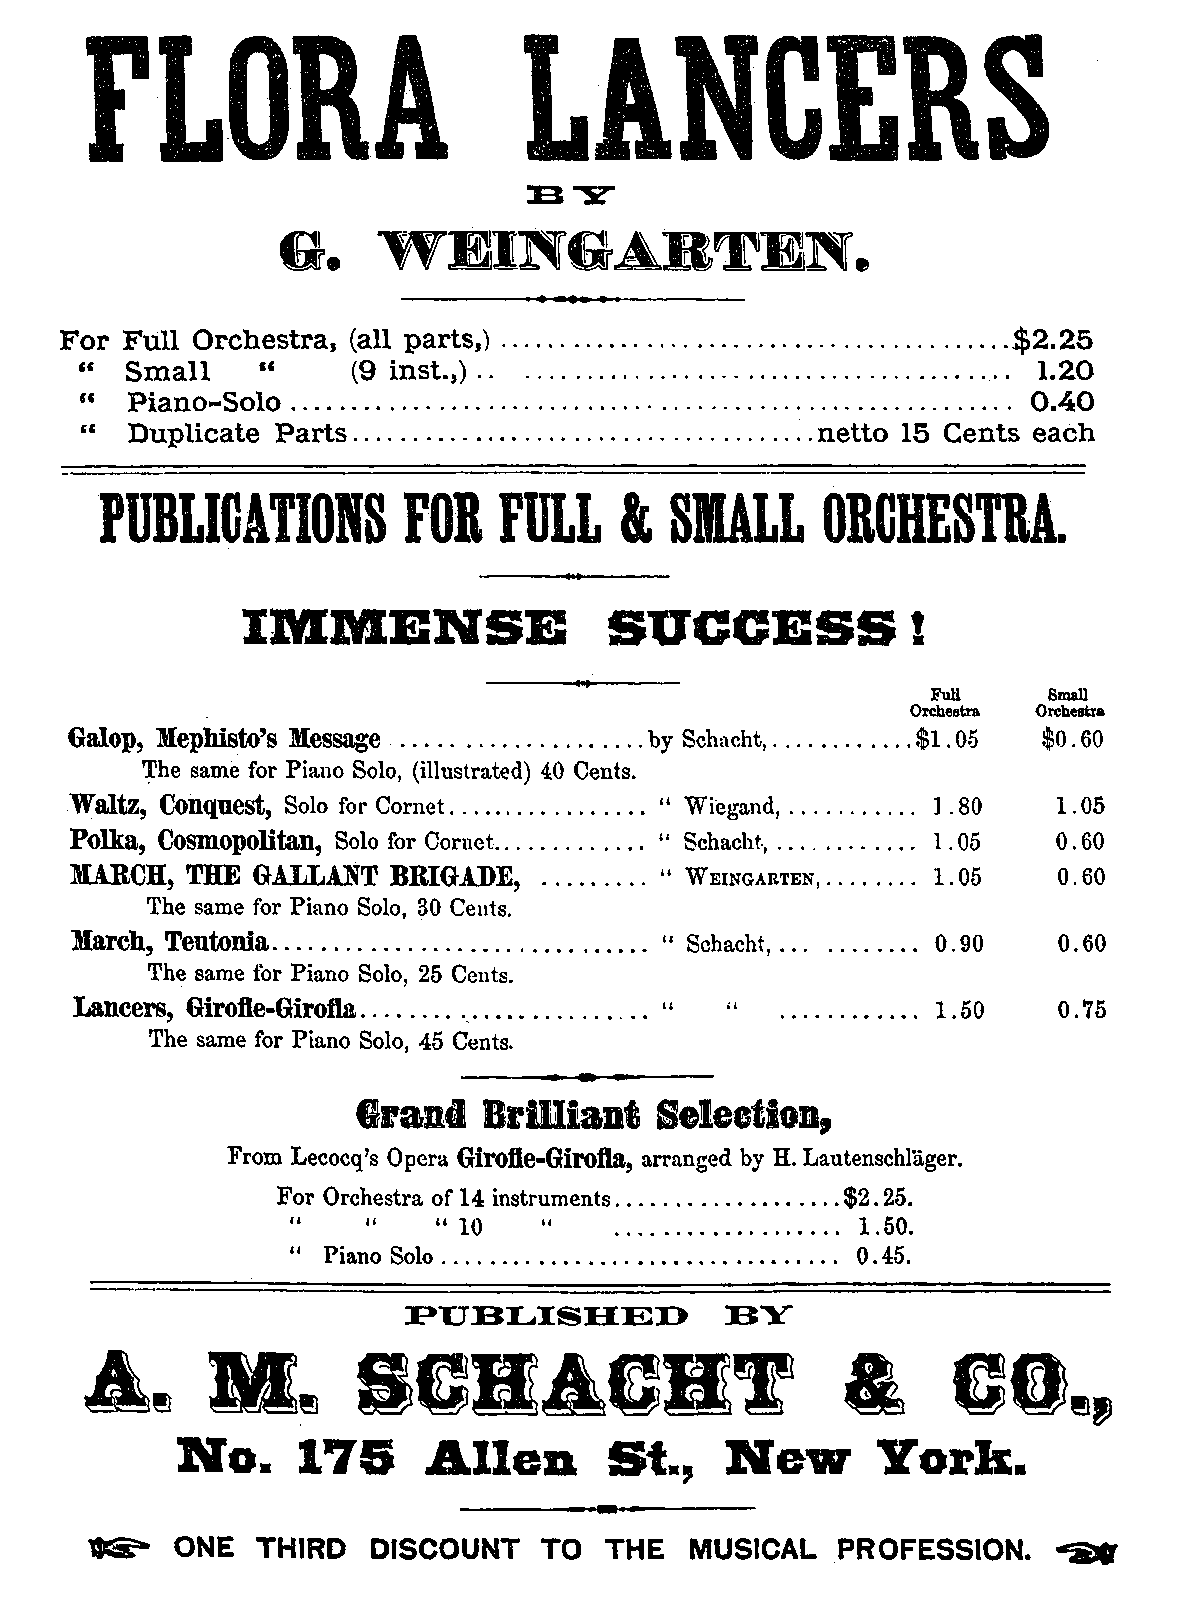 FLORA LANCERS
BY
G. WEINGARTEN.
For Full Orchestra, (all parts,) ........................................$2.25
“ Small “ (9 inst.,) .. ........................................ 1.20
“ Piano-Solo ............................................................ 0.40
“ Duplicate Parts......................................netto 15 Cents each
PUBLICATIONS FOR FULL & SMALL ORCHESTRA.
IMMENSE SUCCESS!
Full Orchestra Small Orchestra
Galop, Mephisto's Message .....................by Schacht,............$1.05 $0.60
The same for Piano Solo, (illustrated) 40 Cents.
Waltz, Conquest, Solo for Cornet................. “ Wiegand,........... 1.80 1.05
Polka, Cosmopolitan, Solo for Cornet............. “ Schacht,............ 1.05 0.60
MARCH, THE GALLANT BRIGADE, ......... “ WEINGARTEN,........ 1.05 0.60
The same for Piano Solo, 30 Cents.
March, Teutonia............................... “ Schacht,... ........ 0.90 0.60
The same for Piano Solo, 25 Cents.
Lancers, Girofle-Girofla........................ “ “ ............ 1.50 0.75
The same for Piano Solo, 45 Cents.
Grand Brilliant Selection,
From Lecocq's Opera Girofle-Girofla, arranged by H. Lautenschläger.
For Orchestra of 14 instruments...................$2.25.
“ “ “ 10 “ ................... 1.50.
“ Piano Solo ................................. 0.45.
PUBLISHED BY
A. M. SCHACHT & CO.,
No. 175 Allen St., New York.
ONE THIRD DISCOUNT TO THE MUSICAL PROFESSION.